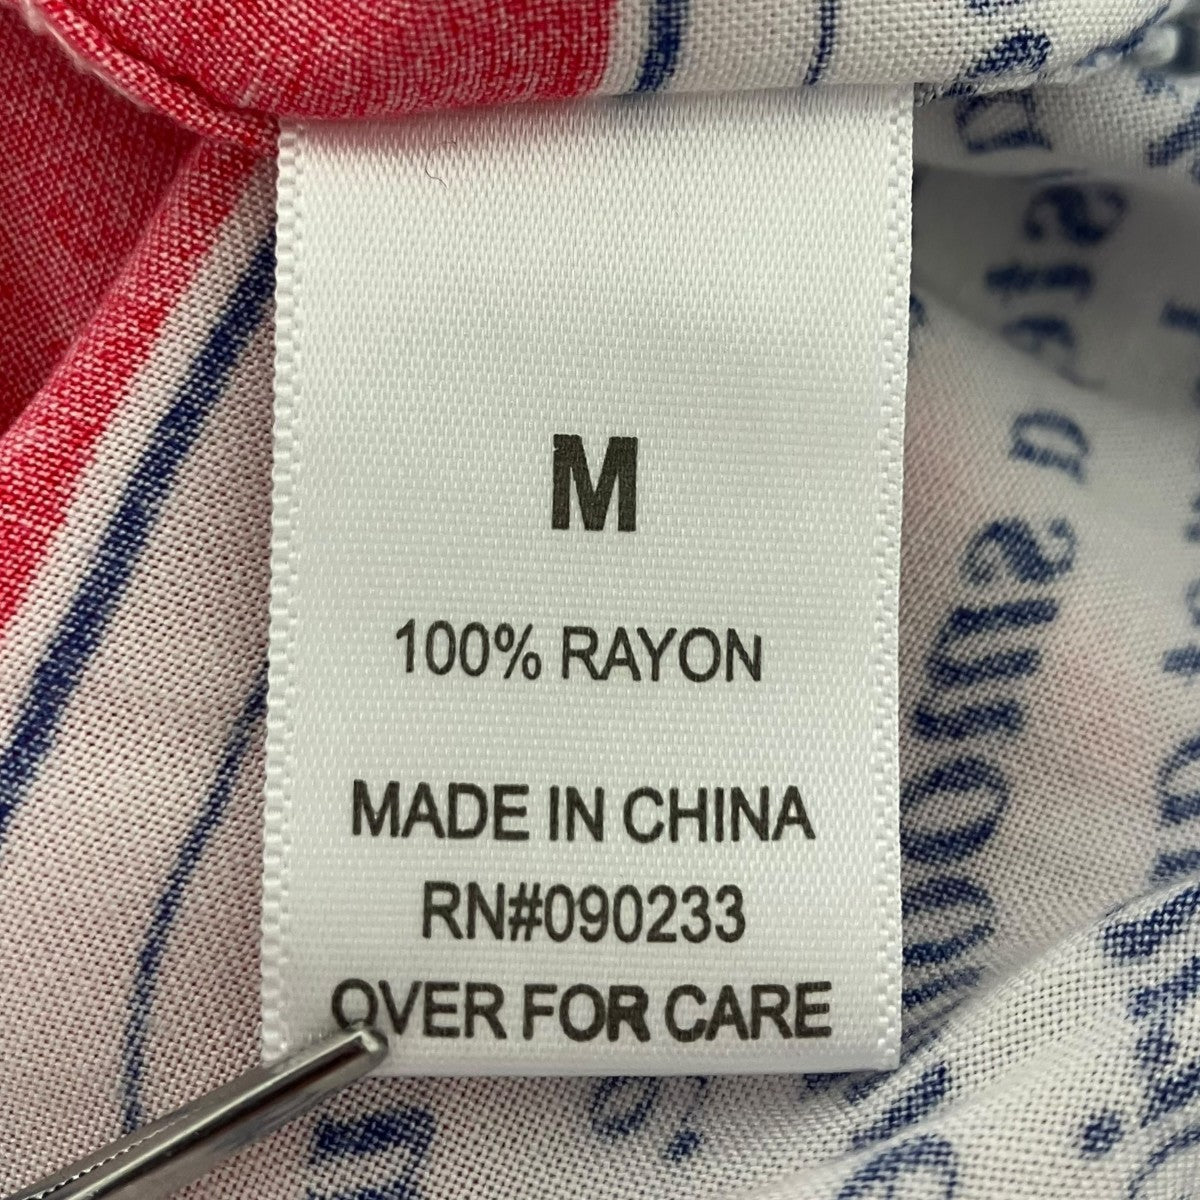 M
100% RAYON
MADE IN CHINA
RN#090233
OVER FOR CARE